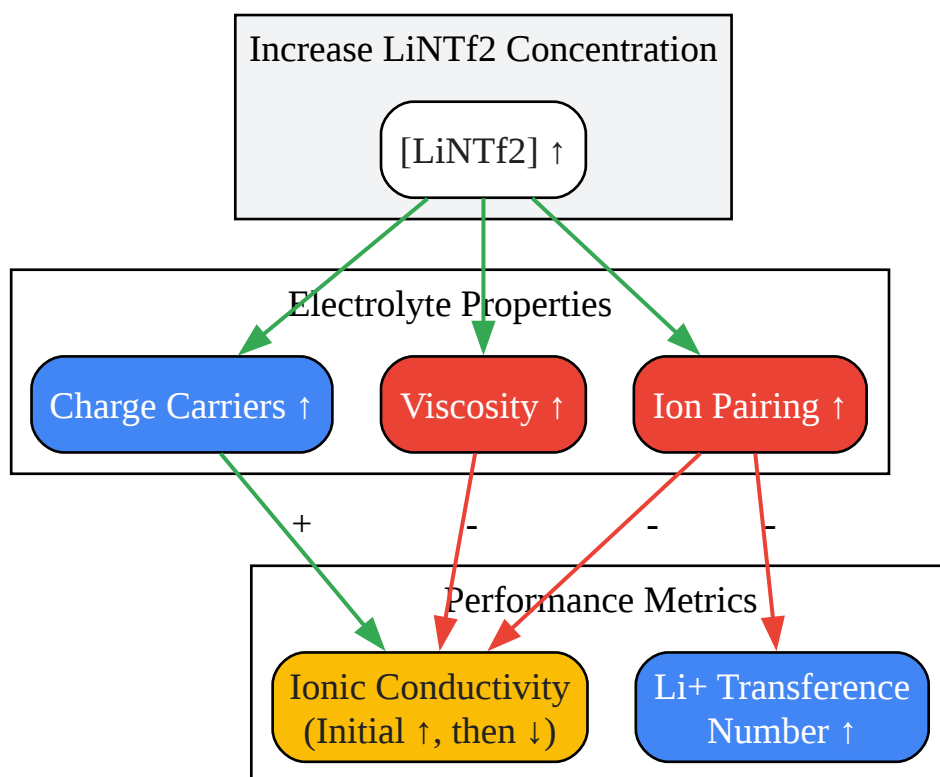 Increase LiNTf2 Concentration
[LiNTf2] ↑
Electrolyte Properties
Charge Carriers ↑
Viscosity ↑
Ion Pairing ↑
+
-
-
-
Performance Metrics
Ionic Conductivity
(Initial ↑, then ↓)
Li+ Transference
Number ↑